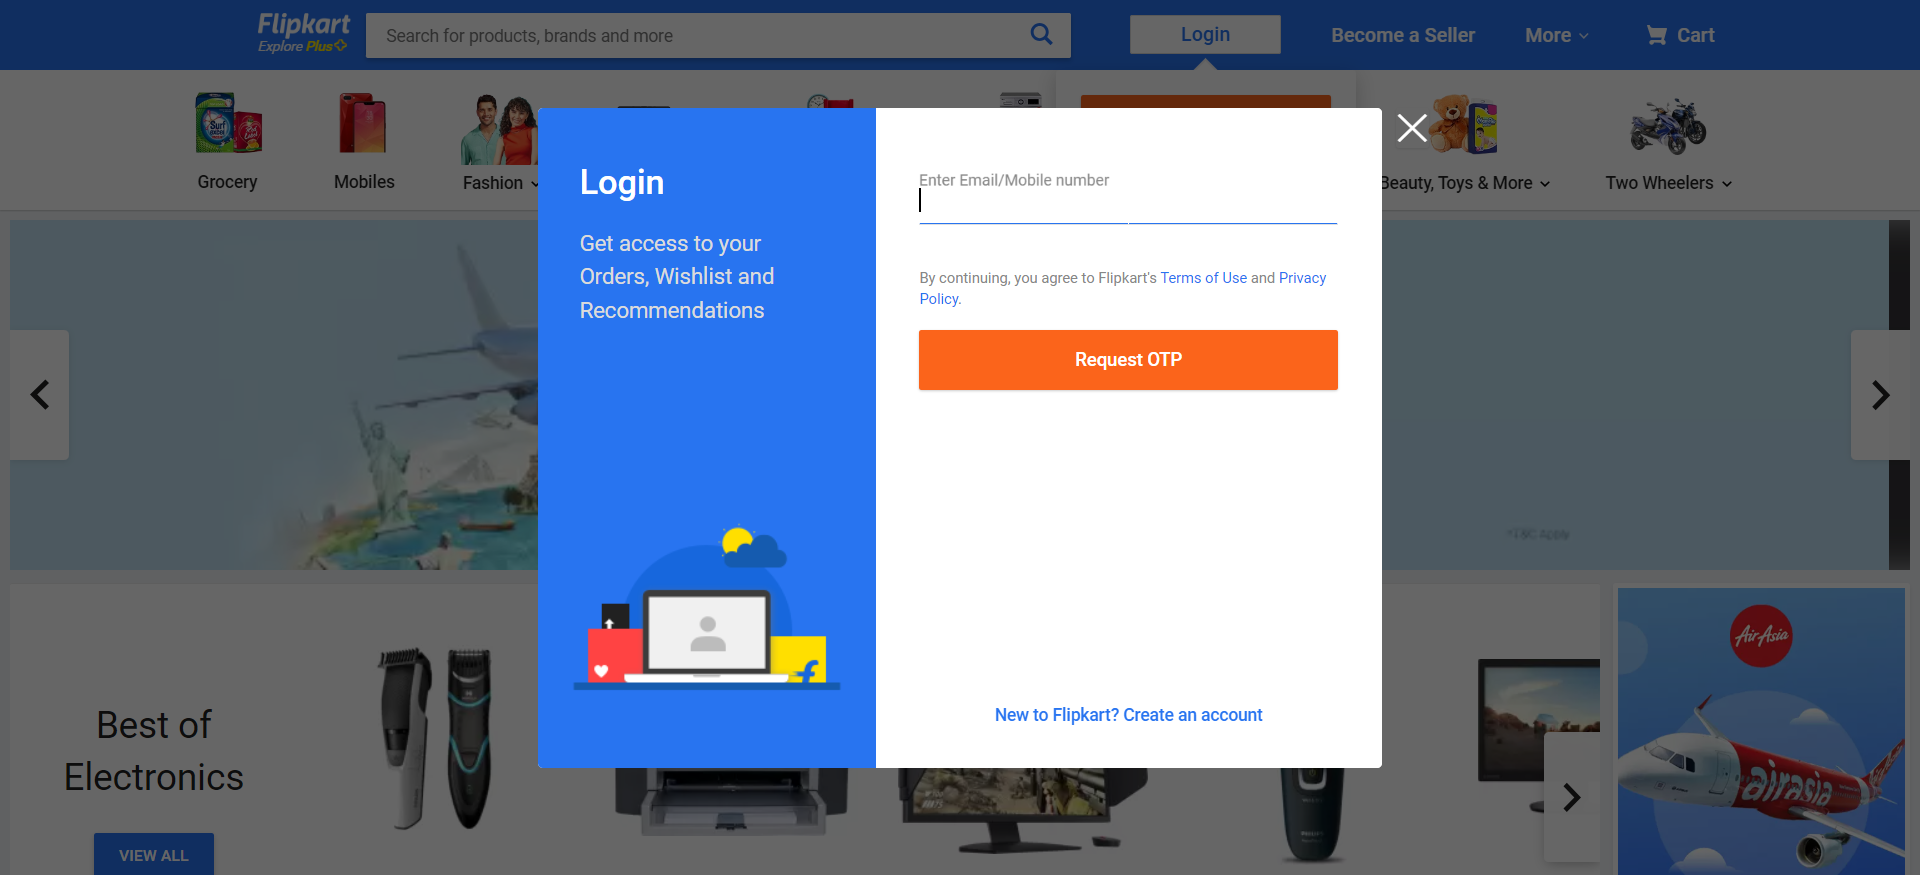 Flipkart
Explore Plus
Search for products, brands and more
Login
Become a Seller
More
Cart
Surf
excel
Grocery
Mobiles
Fashion
Beauty, Toys & More
Two Wheelers
Login
Get access to your
Orders, Wishlist and
Recommendations
Enter Email/Mobile number
By continuing, you agree to Flipkart's Terms of Use and Privacy
Policy.
Request OTP
New to Flipkart? Create an account
T&C Apply
Best of
Electronics
VIEW ALL
AirAsia
airasia